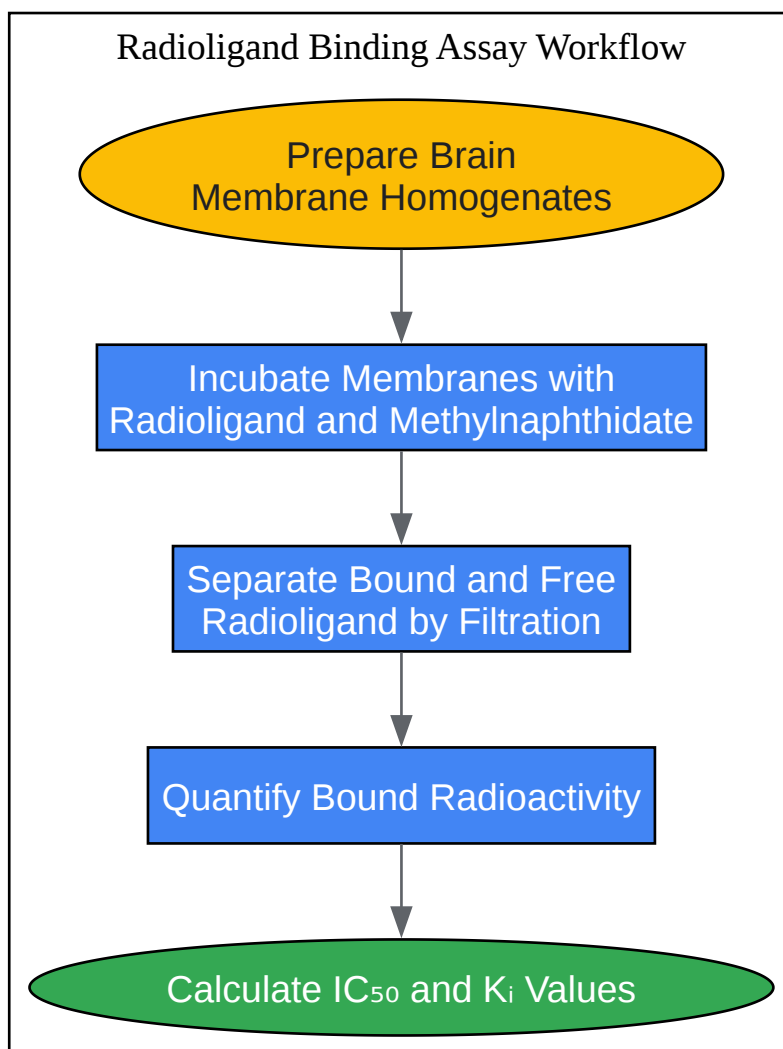 Radioligand Binding Assay Workflow
Prepare Brain
Membrane Homogenates
Incubate Membranes with
Radioligand and Methylnaphthidate
Separate Bound and Free
Radioligand by Filtration
Quantify Bound Radioactivity
Calculate IC₅₀ and Kᵢ Values